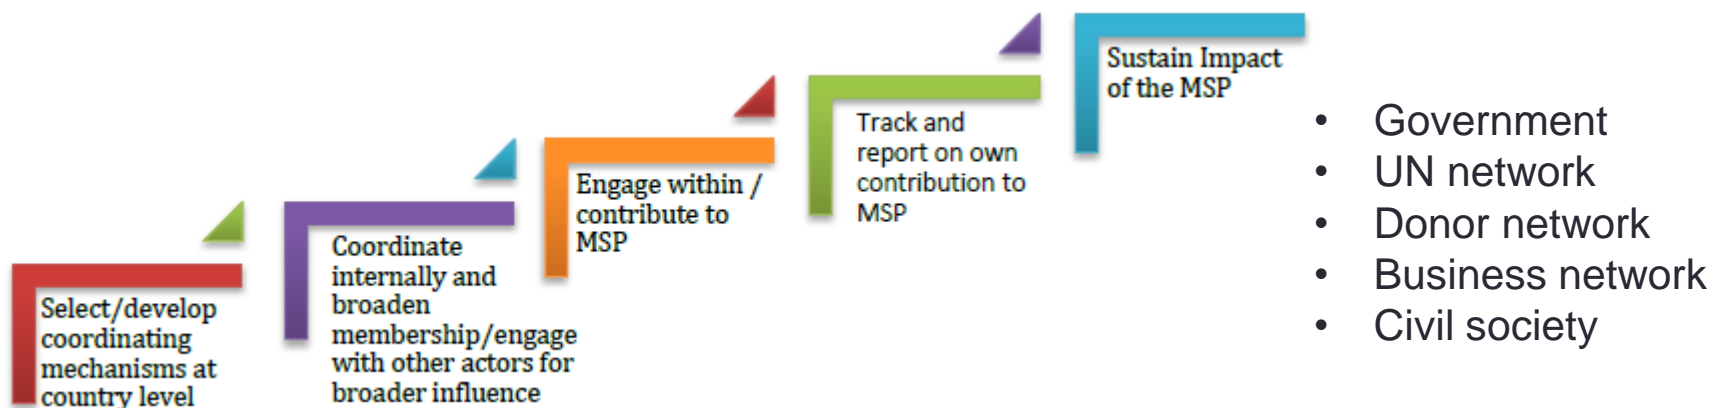 Select/develop
coordinating
mechanisms at
country level
Coordinate
internally and
broaden
membership/engage
with other actors for
broader influence
Engage within /
contribute to
MSP
Track and
report on own
contribution to
MSP
Sustain Impact
of the MSP
• Government
• UN network
• Donor network
• Business network
• Civil society